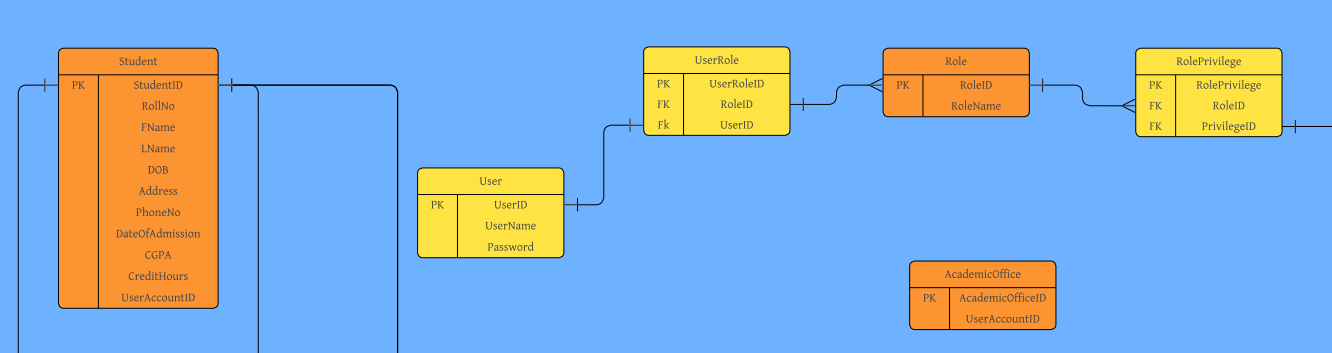 Student
PK StudentID
RollNo
FName
LName
DOB
Address
PhoneNo
DateOfAdmission
CGPA
CreditHours
UserAccountID
User
PK UserID
UserName
Password
UserRole
PK UserRoleID
FK RoleID
Fk UserID
Role
PK RoleID
RoleName
RolePrivilege
PK RolePrivilege
FK RoleID
FK PrivilegeID
AcademicOffice
PK AcademicOfficeID
UserAccountID